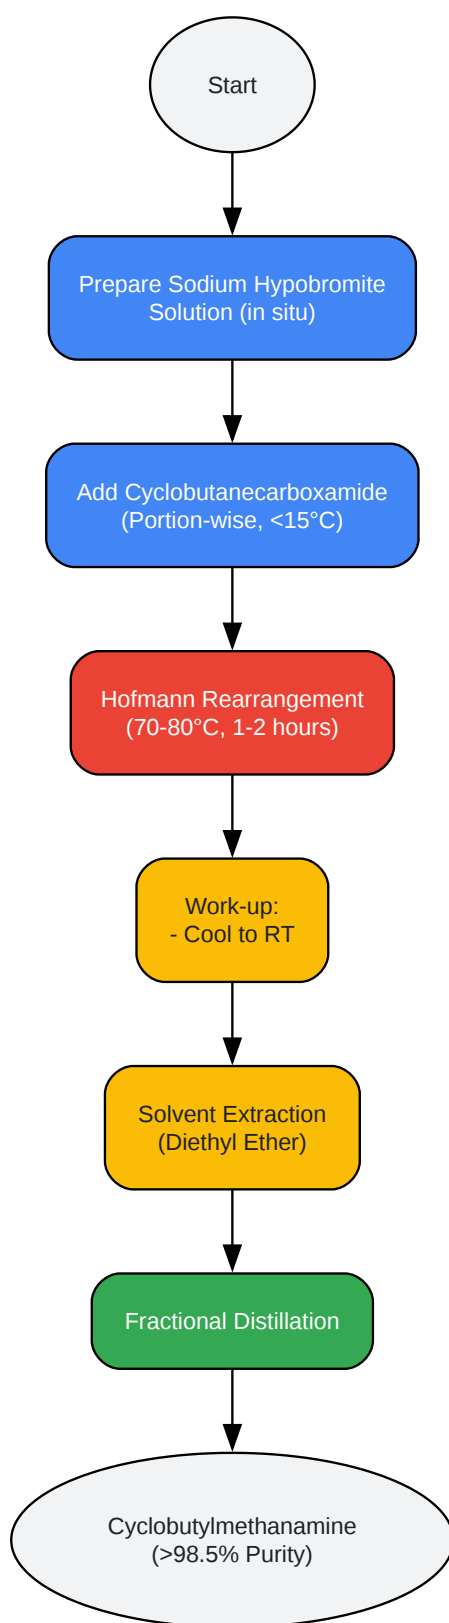 Start
Prepare Sodium Hypobromite
Solution (in situ)
Add Cyclobutanecarboxamide
(Portion-wise, <15°C)
Hofmann Rearrangement
(70-80°C, 1-2 hours)
Work-up:
- Cool to RT
Solvent Extraction
(Diethyl Ether)
Fractional Distillation
Cyclobutylmethanamine
(>98.5% Purity)